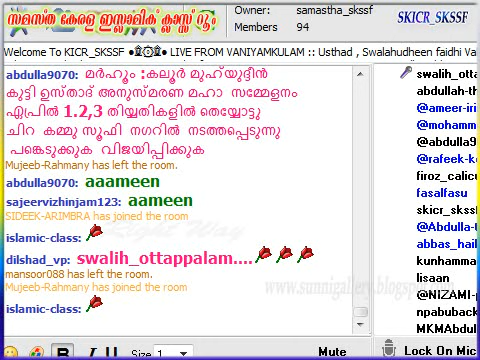 സമസ്ത കേരള ഇസ്ലാമിക് ക്ലാസ് റൂം
Owner: samastha_skssf
Members 94
SKICR_SKSSF
Welcome To KICR_SKSSF LIVE FROM VANIYAMKULAM :: Usthad , Swalahudheen faidhi Va
abdulla9070: മർഹൂം :കലൂർ മുഹ്‌യുദ്ദീൻ
കുട്ടി ഉസ്താദ് അനുസ്മരണ മഹാ സമ്മേളനം
എപ്രിൽ 1.2,3 തിയ്യതികളിൽ തെയ്യോട്ടു
ചിറ കമ്മു സൂഫി നഗറിൽ നടത്തപ്പെടുന്നു
പങ്കെടുക്കുക വിജയിപ്പിക്കുക
Mujeeb-Rahmany has left the room.
abdulla9070: aaameen
sajeervizhinjam123: aameen
SIDEEK-ARIMBRA has joined the room
islamic-class:
Right Way
dilshad_vp: swalih_ottappalam....
mansoor088 has left the room.
www.sunnigallery.blogspot
Mujeeb-Rahmany has joined the room
islamic-class:
B I U Size 1
swalih_otta
abdullah-th
@ameer-iri
@mohamm
@abdulla9
@rafeek-k
firoz_calicu
fasalfasu
skicr_skssf
@Abdulla-t
abbas_hail
kunhamma
lisaan
@NIZAMI-p
npabuback
MKMAbdul
Lock On Mic